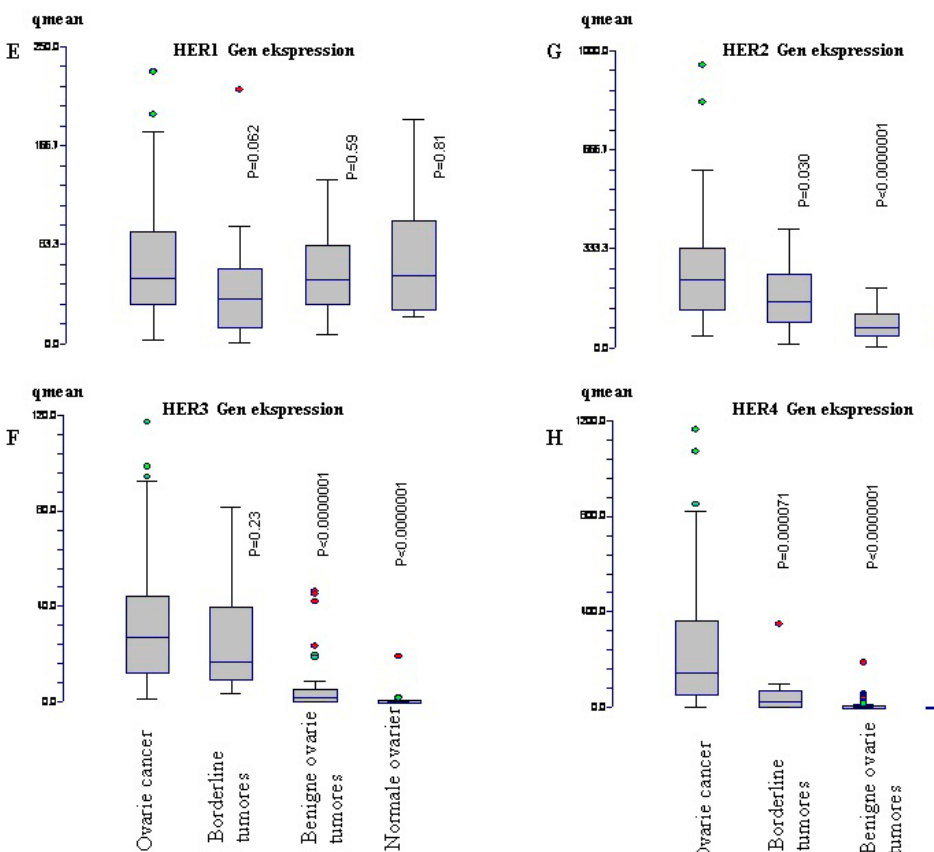 qmean
E
HER1 Gen ekspression
250.0
166.7
83.3
0.0
P=0.062
P=0.59
P=0.81
qmean
G
HER2 Gen ekspression
1000.0
666.7
333.3
0.0
P=0.030
P<0.0000001
qmean
F
HER3 Gen ekspression
120.0
80.0
40.0
0.0
P=0.23
P<0.0000001
P<0.0000001
Ovarie cancer
Borderline
tumores
Benigne ovarie
tumores
Normale ovarier
qmean
H
HER4 Gen ekspression
1200.0
800.0
400.0
0.0
P=0.000071
P<0.0000001
Ovarie cancer
Borderline
tumores
Benigne ovarie
tumores